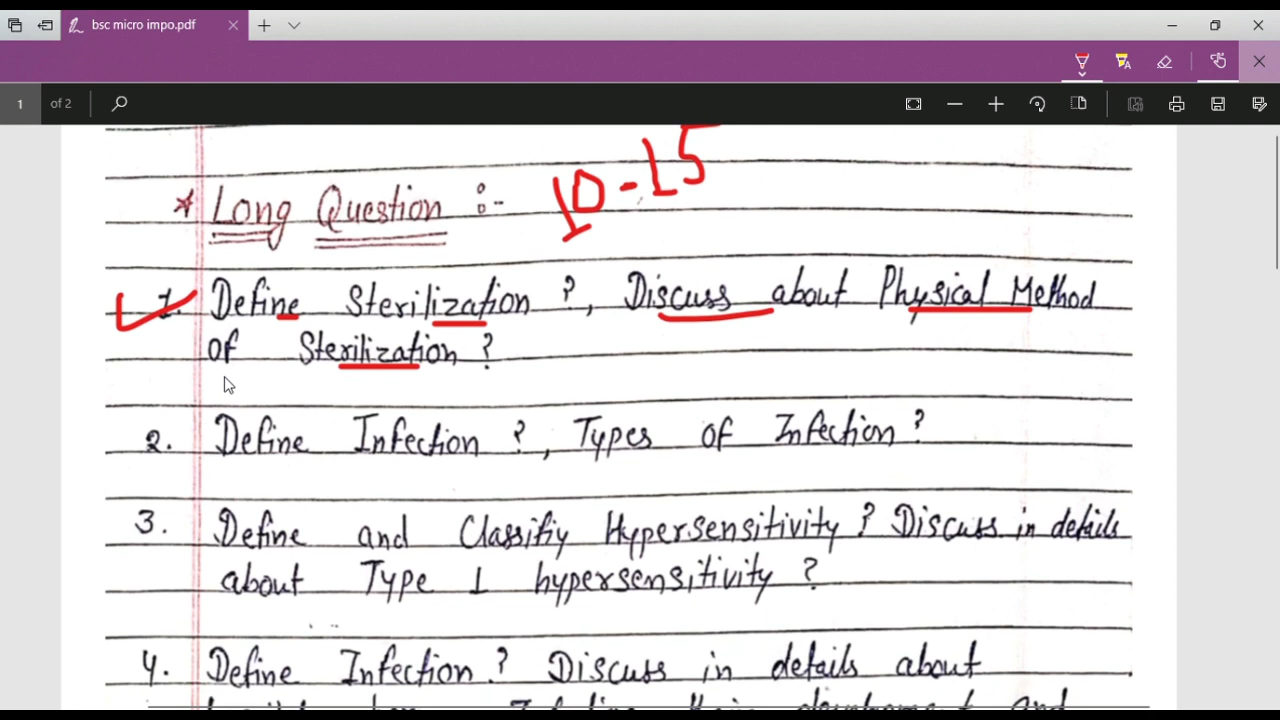 bsc micro impo.pdf
1 of 2
* Long Question :-
10-15
1. Define Sterilization ?, Discuss about Physical Method
of Sterilization ?
2. Define Infection ?, Types of Infection ?
3. Define and Classifiy Hypersensitivity ? Discuss in details
about Type 1 hypersensitivity ?
4. Define Infection ? Discuss in details about